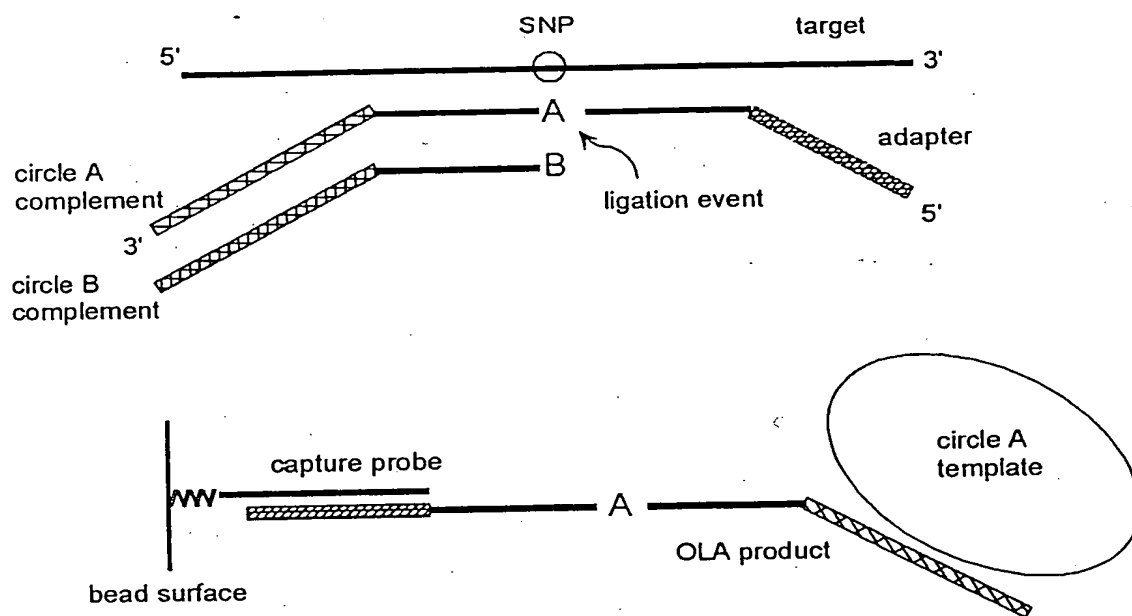 SNP
target
5'
3'
A
adapter
circle A
complement
B
ligation event
3'
5'
circle B
complement
circle A
template
capture probe
A
OLA product
bead surface